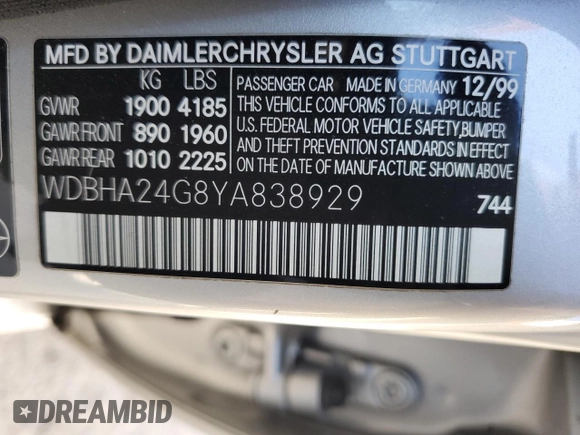 MFD BY DAIMLERCHRYSLER AG STUTTGART
KG LBS
GVWR 1900 4185
GAWR FRONT 890 1960
GAWR REAR 1010 2225
PASSENGER CAR MADE IN GERMANY 12/99
THIS VEHICLE CONFORMS TO ALL APPLICABLE
U.S. FEDERAL MOTOR VEHICLE SAFETY, BUMPER
AND THEFT PREVENTION STANDARDS IN EFFECT
ON THE DATE OF MANUFACTURE SHOWN ABOVE.
WDBHA24G8YA838929
744
DREAMBID